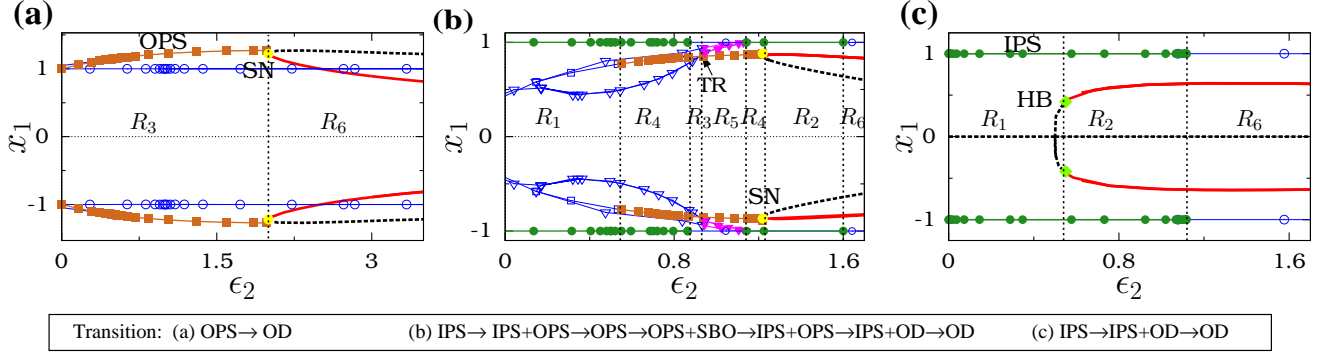 (a)
x₁
1
0
-1
OPS
SN
R₃
R₆
0
1.5
3
ϵ₂
(b)
x₁
1
0
-1
R₁
R₄
R₃
R₅
R₄
R₂
R₆
TR
SN
0
0.8
1.6
ϵ₂
(c)
x₁
1
0
-1
IPS
HB
R₁
R₂
R₆
0
0.4
0.8
1.2
1.6
ϵ₂
Transition: (a) OPS→ OD (b) IPS→ IPS+OPS→OPS→OPS+SBO→IPS+OPS→IPS+OD→OD (c) IPS→IPS+OD→OD